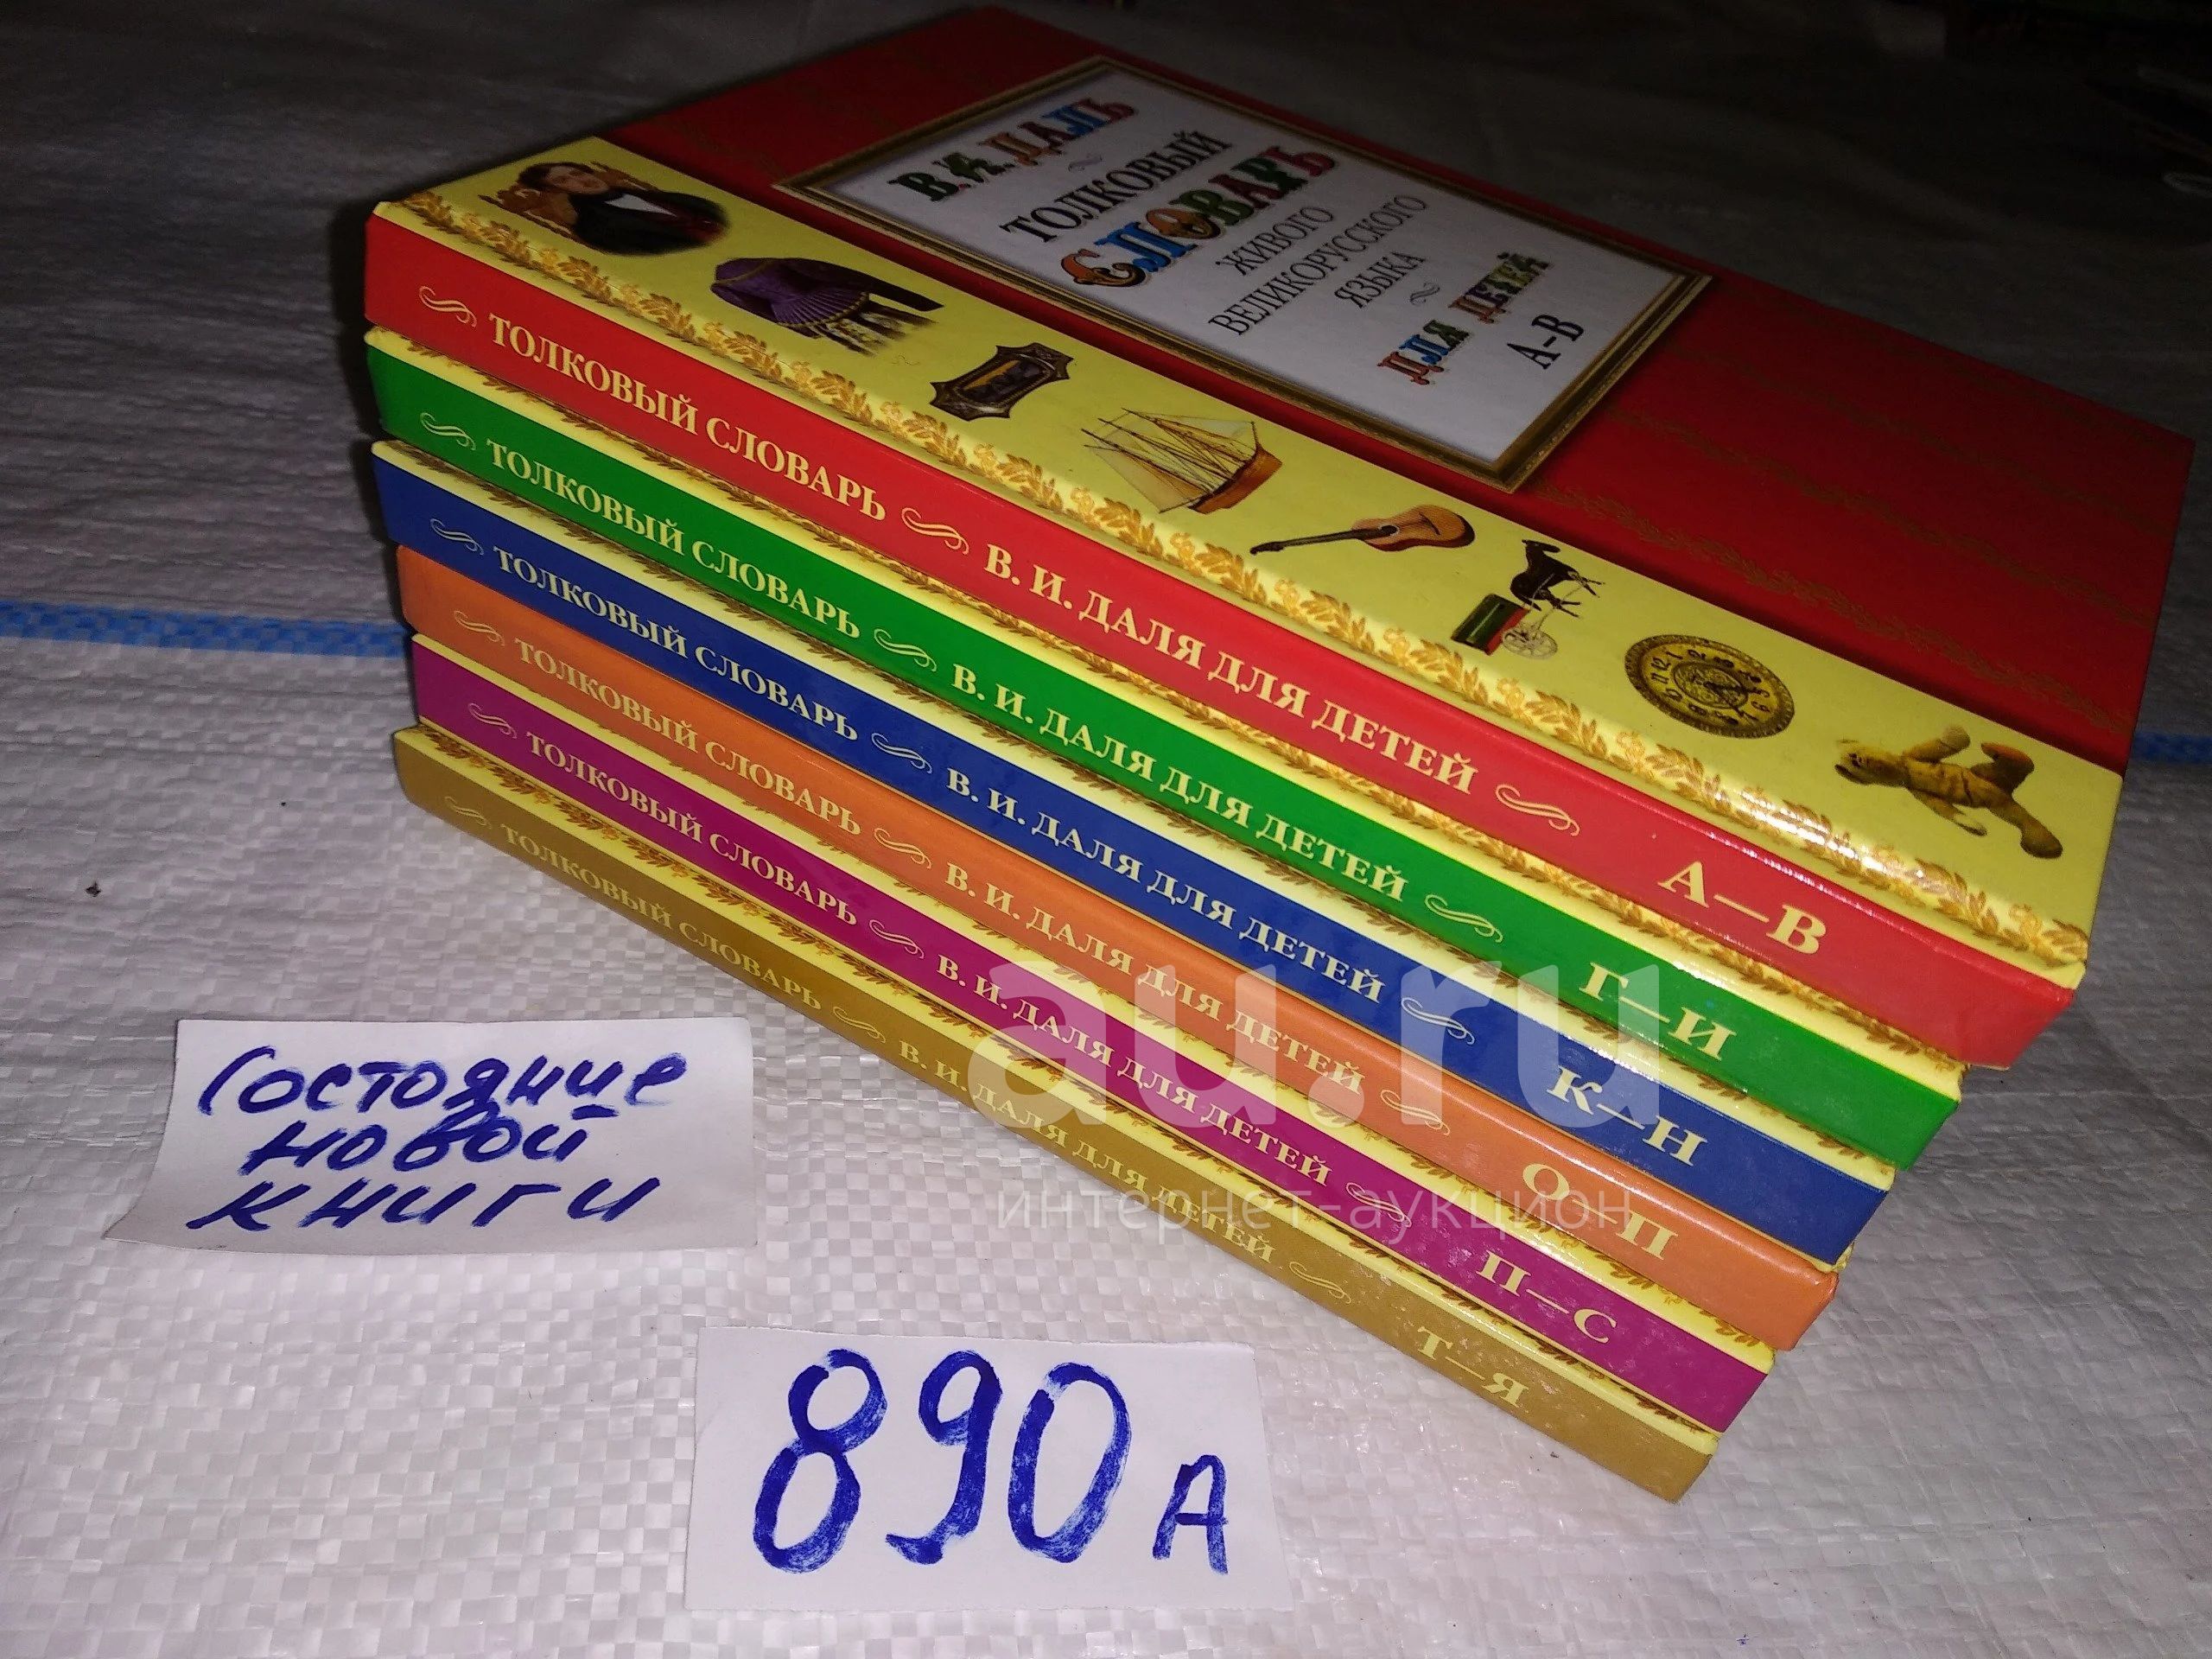 В.И. ДАЛЬ
ТОЛКОВЫЙ
СЛОВАРЬ
ЖИВОГО
ВЕЛИКОРУССКОГО
ЯЗЫКА
ДЛЯ ДЕТЕЙ
А-В
ТОЛКОВЫЙ СЛОВАРЬ В. И. ДАЛЯ ДЛЯ ДЕТЕЙ А—В
ТОЛКОВЫЙ СЛОВАРЬ В. И. ДАЛЯ ДЛЯ ДЕТЕЙ Г—И
ТОЛКОВЫЙ СЛОВАРЬ В. И. ДАЛЯ ДЛЯ ДЕТЕЙ К—Н
ТОЛКОВЫЙ СЛОВАРЬ В. И. ДАЛЯ ДЛЯ ДЕТЕЙ О—П
ТОЛКОВЫЙ СЛОВАРЬ В. И. ДАЛЯ ДЛЯ ДЕТЕЙ П—С
ТОЛКОВЫЙ СЛОВАРЬ В. И. ДАЛЯ ДЛЯ ДЕТЕЙ Т—Я
au.ru
интернет-аукцион
Состояние
новой
книги
890 А